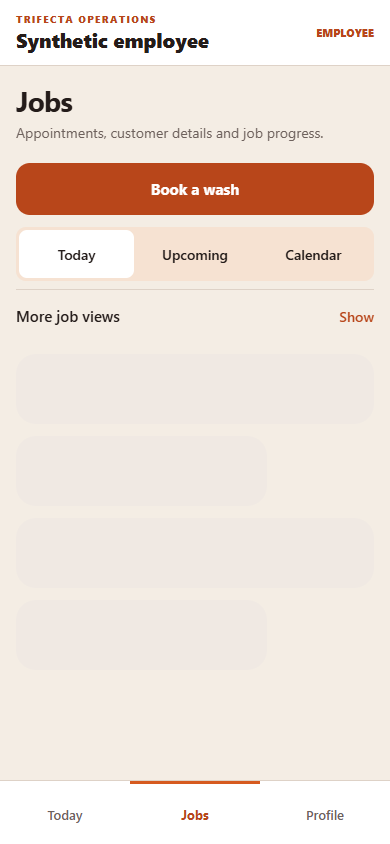 TRIFECTA OPERATIONS
Synthetic employee
EMPLOYEE
Jobs
Appointments, customer details and job progress.
Book a wash
Today
Upcoming
Calendar
More job views
Show
Today
Jobs
Profile